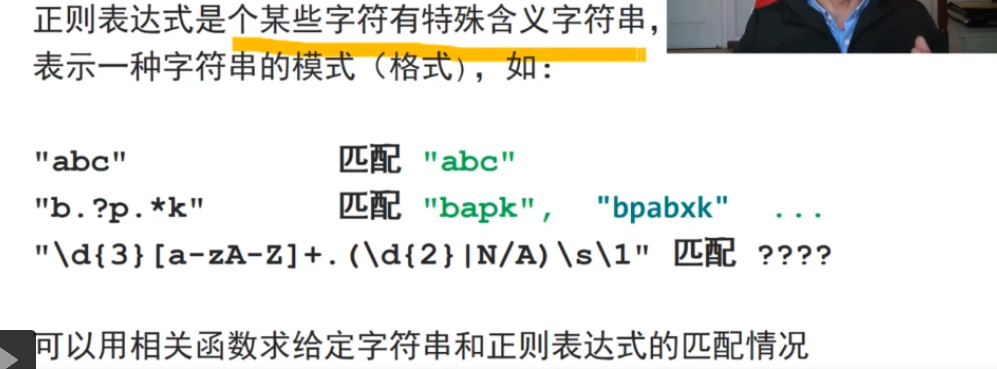 正则表达式是个某些字符有特殊含义字符串，
表示一种字符串的模式（格式），如：
"abc" 匹配 "abc"
"b.?p.*k" 匹配 "bapk", "bpabxk" ...
"\d{3}[a-zA-Z]+.(\d{2}|N/A)\s\1" 匹配 ????
可以用相关函数求给定字符串和正则表达式的匹配情况